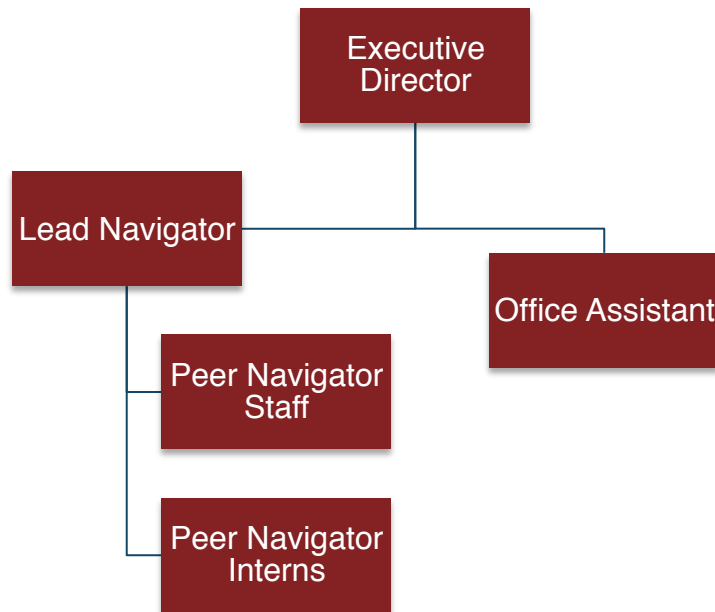 Executive
Director
Lead Navigator
Office Assistant
Peer Navigator
Staff
Peer Navigator
Interns